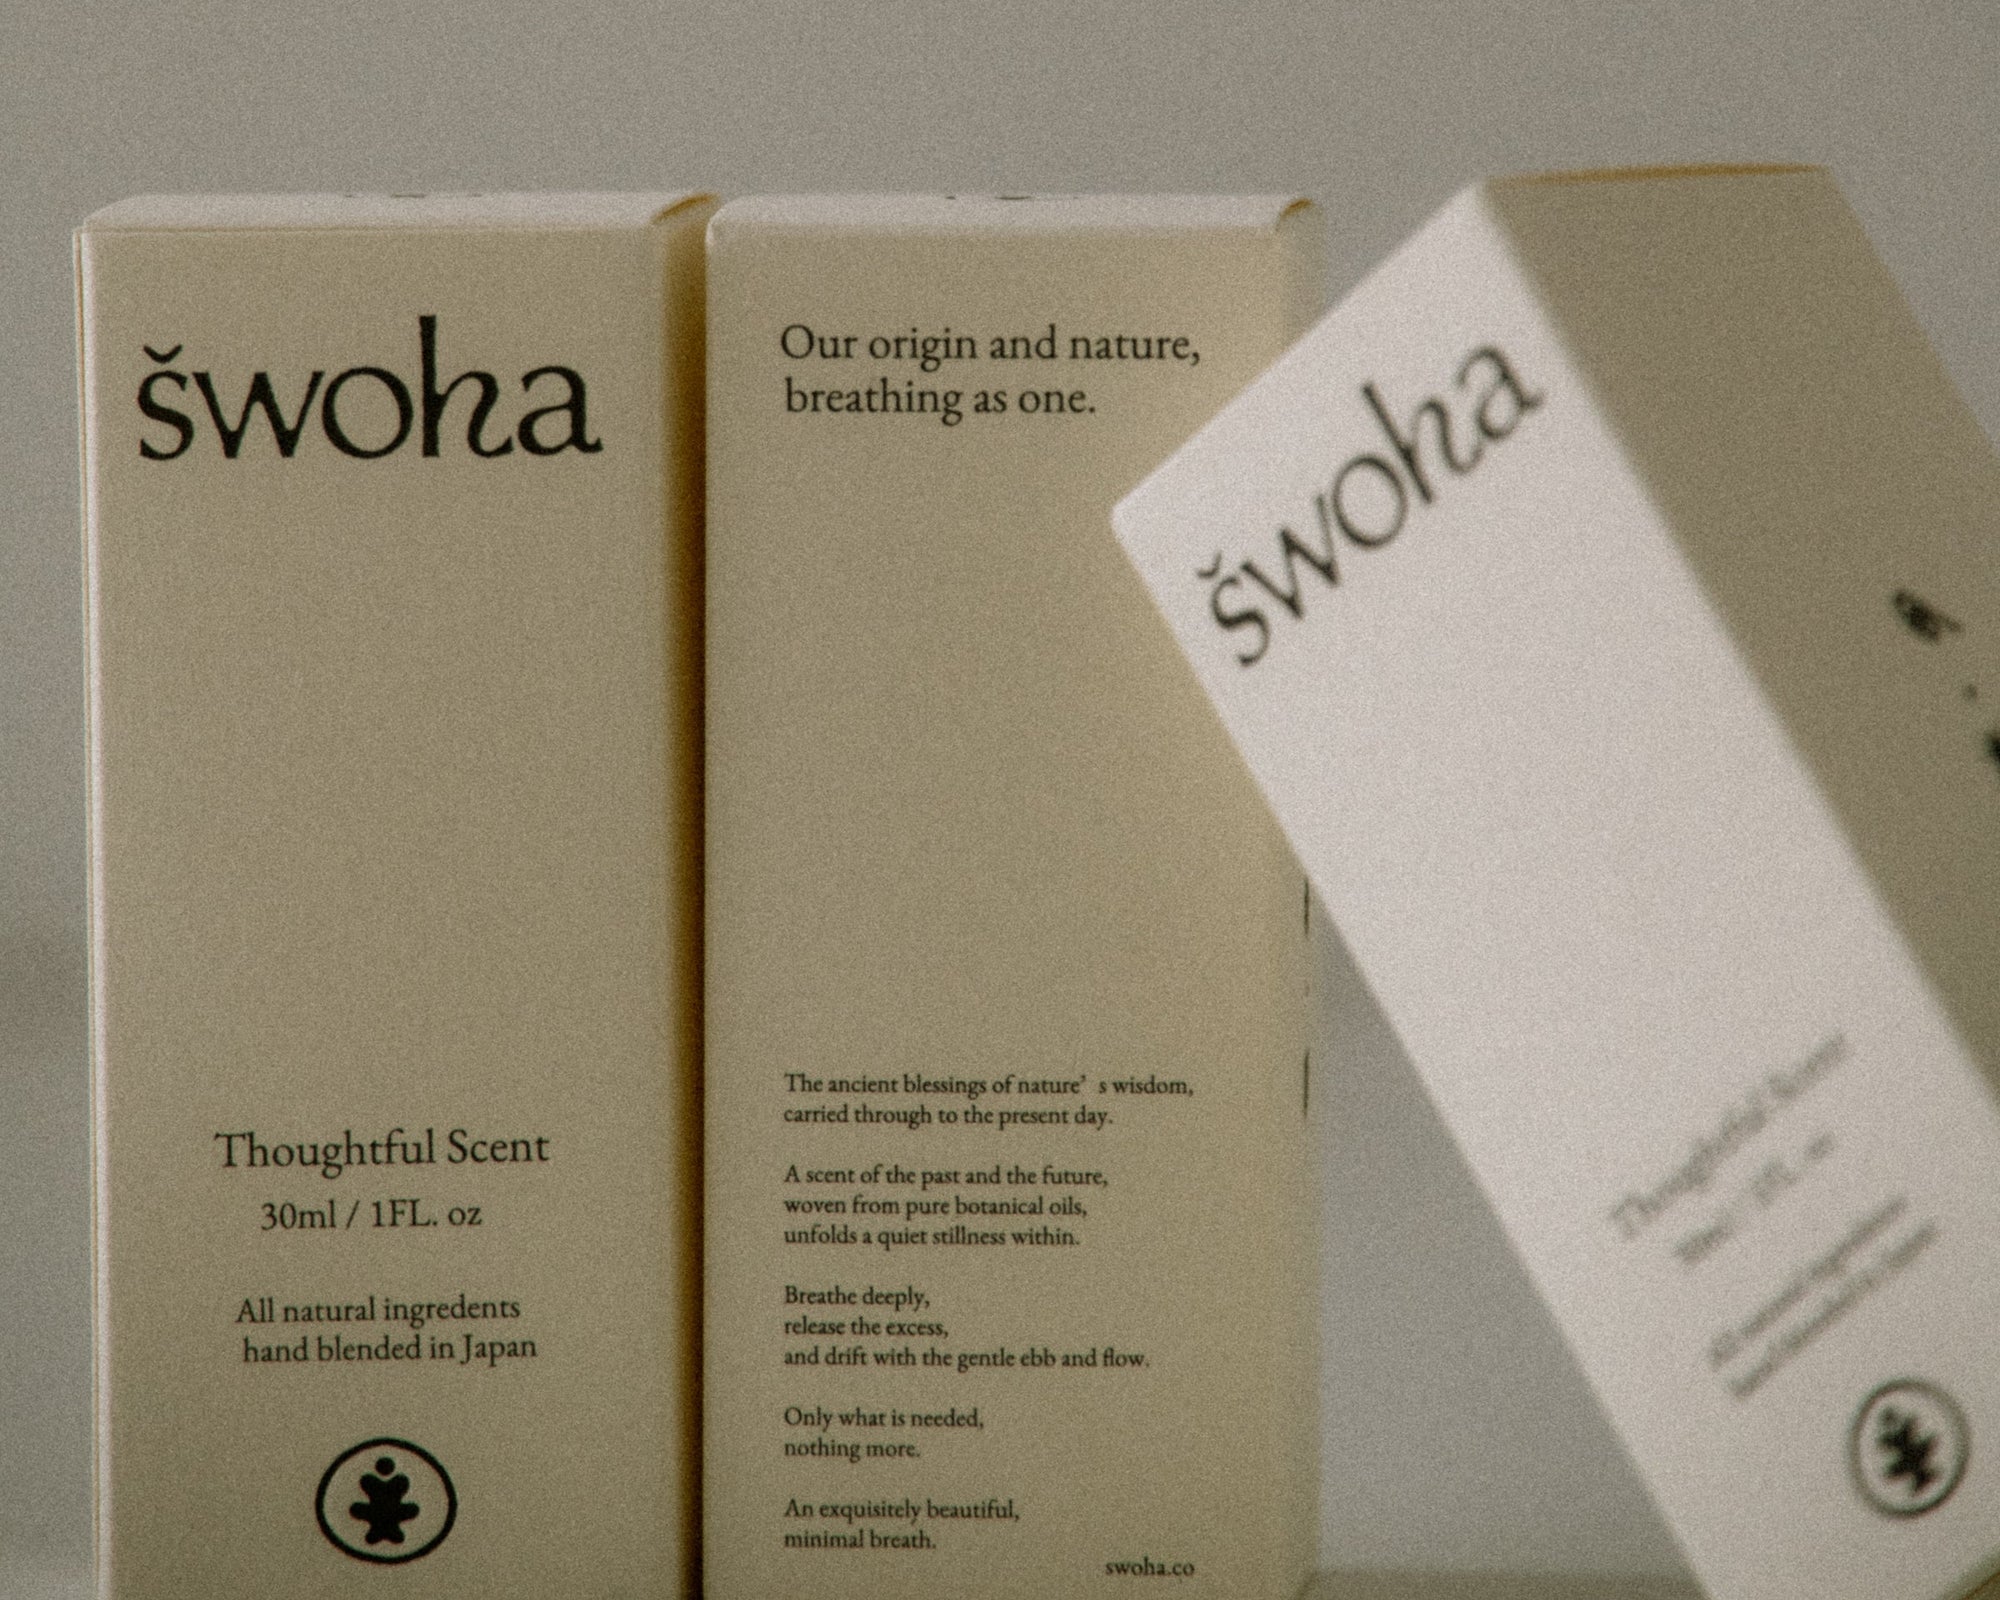 šwoha
Thoughtful Scent
30ml / 1FL. oz
All natural ingredents
hand blended in Japan
Our origin and nature,
breathing as one.
The ancient blessings of nature’ s wisdom,
carried through to the present day.
A scent of the past and the future,
woven from pure botanical oils,
unfolds a quiet stillness within.
Breathe deeply,
release the excess,
and drift with the gentle ebb and flow.
Only what is needed,
nothing more.
An exquisitely beautiful,
minimal breath.
swoha.co
šwoha